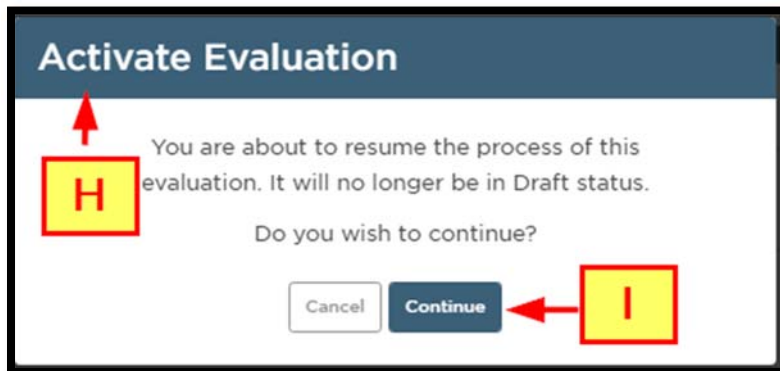 Activate Evaluation
You are about to resume the process of this
H
evaluation. It will no longer be in Draft status.
Do you wish to continue?
Cancel
Continue
I